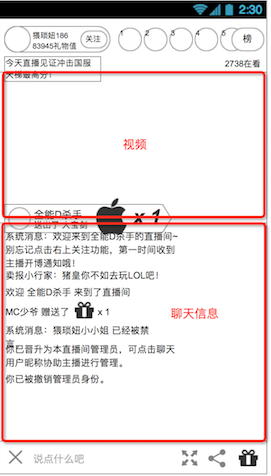 2:30
猥琐妞186
83945礼物值
关注
1
2
3
4
5
榜
今天直播见证冲击国服
大梯最高分！
2738在看
视频
全能D杀手
送出了 大宝剑
x 1
系统消息：欢迎来到全能D杀手的直播间~
别忘记点击右上关注功能，第一时间收到
主播开博通知哦！
卖报小行家：猪皇你不如去玩LOL吧！
欢迎 全能D杀手 来到了直播间
MC少爷 赠送了 x 1
聊天信息
系统消息：猥琐妞小小姐 已经被禁
言。
你已晋升为本直播间管理员，可点击聊天
用户昵称协助主播进行管理。
你已被撤销管理员身份。
说点什么吧